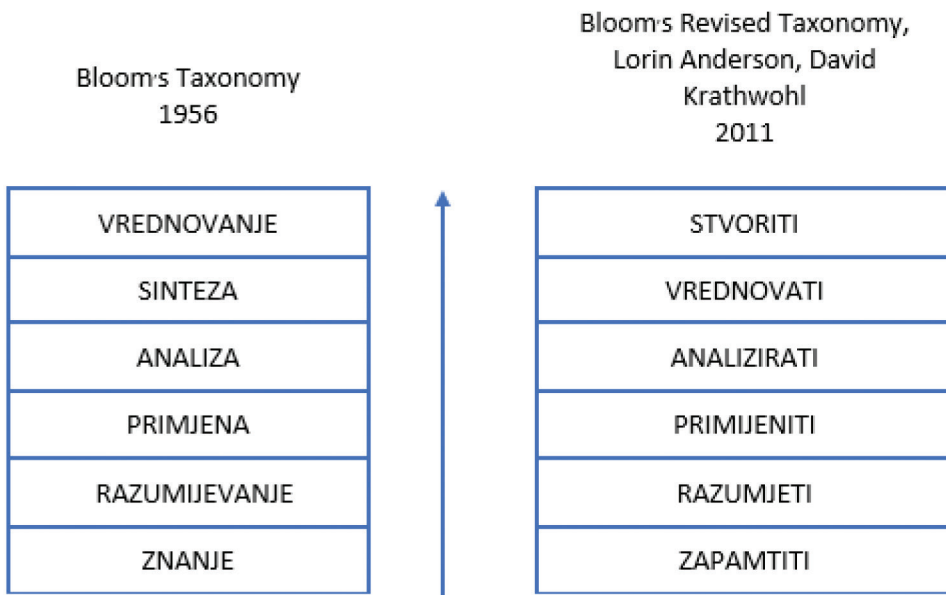 Bloom's Taxonomy
1956
Bloom's Revised Taxonomy,
Lorin Anderson, David
Krathwohl
2011
VREDNOVANJE
SINTEZA
ANALIZA
PRIMJENA
RAZUMIJEVANJE
ZNANJE
STVORITI
VREDNOVATI
ANALIZIRATI
PRIMIJENITI
RAZUMJETI
ZAPAMTITI